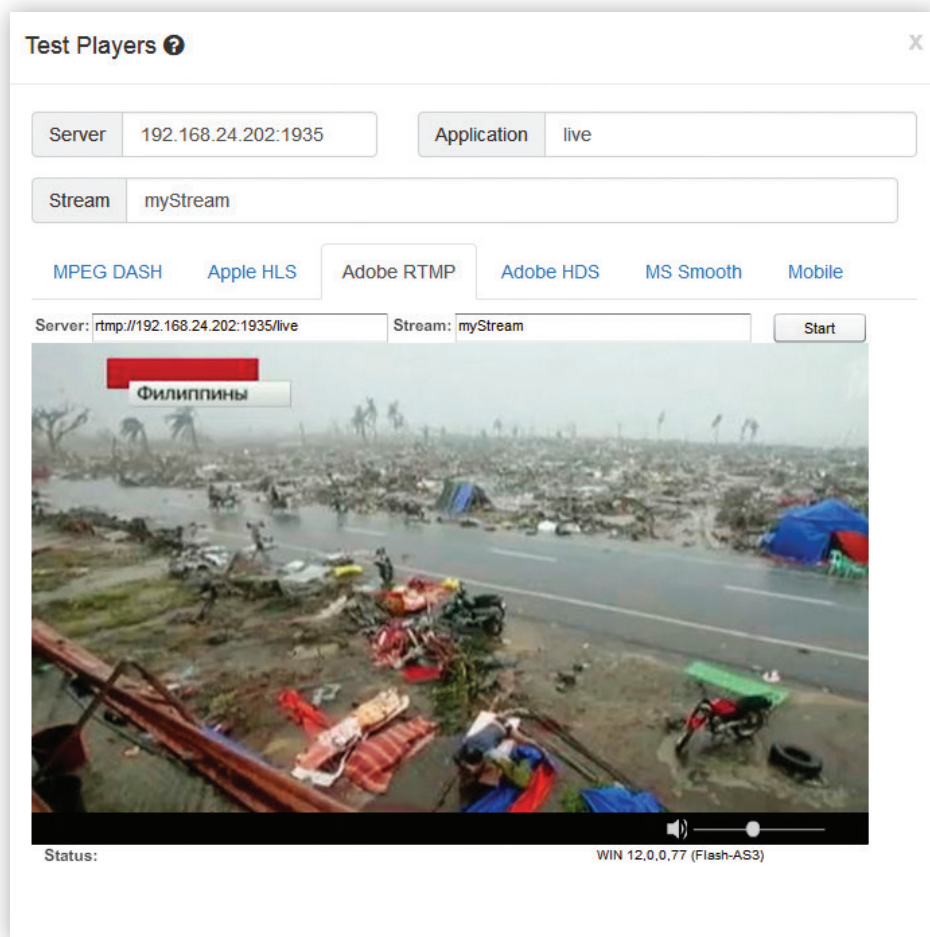 Test Players ?
X
Server 192.168.24.202:1935 Application live
Stream myStream
MPEG DASH Apple HLS Adobe RTMP Adobe HDS MS Smooth Mobile
Server: rtmp://192.168.24.202:1935/live Stream: myStream Start
Филиппины
Status: WIN 12,0,0,77 (Flash-AS3)